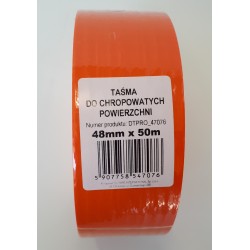 TAŚMA
DO CHROPOWATYCH
POWIERZCHNI
Numer produktu: DTPRO_47076
48mm x 50m
5 907758 547076